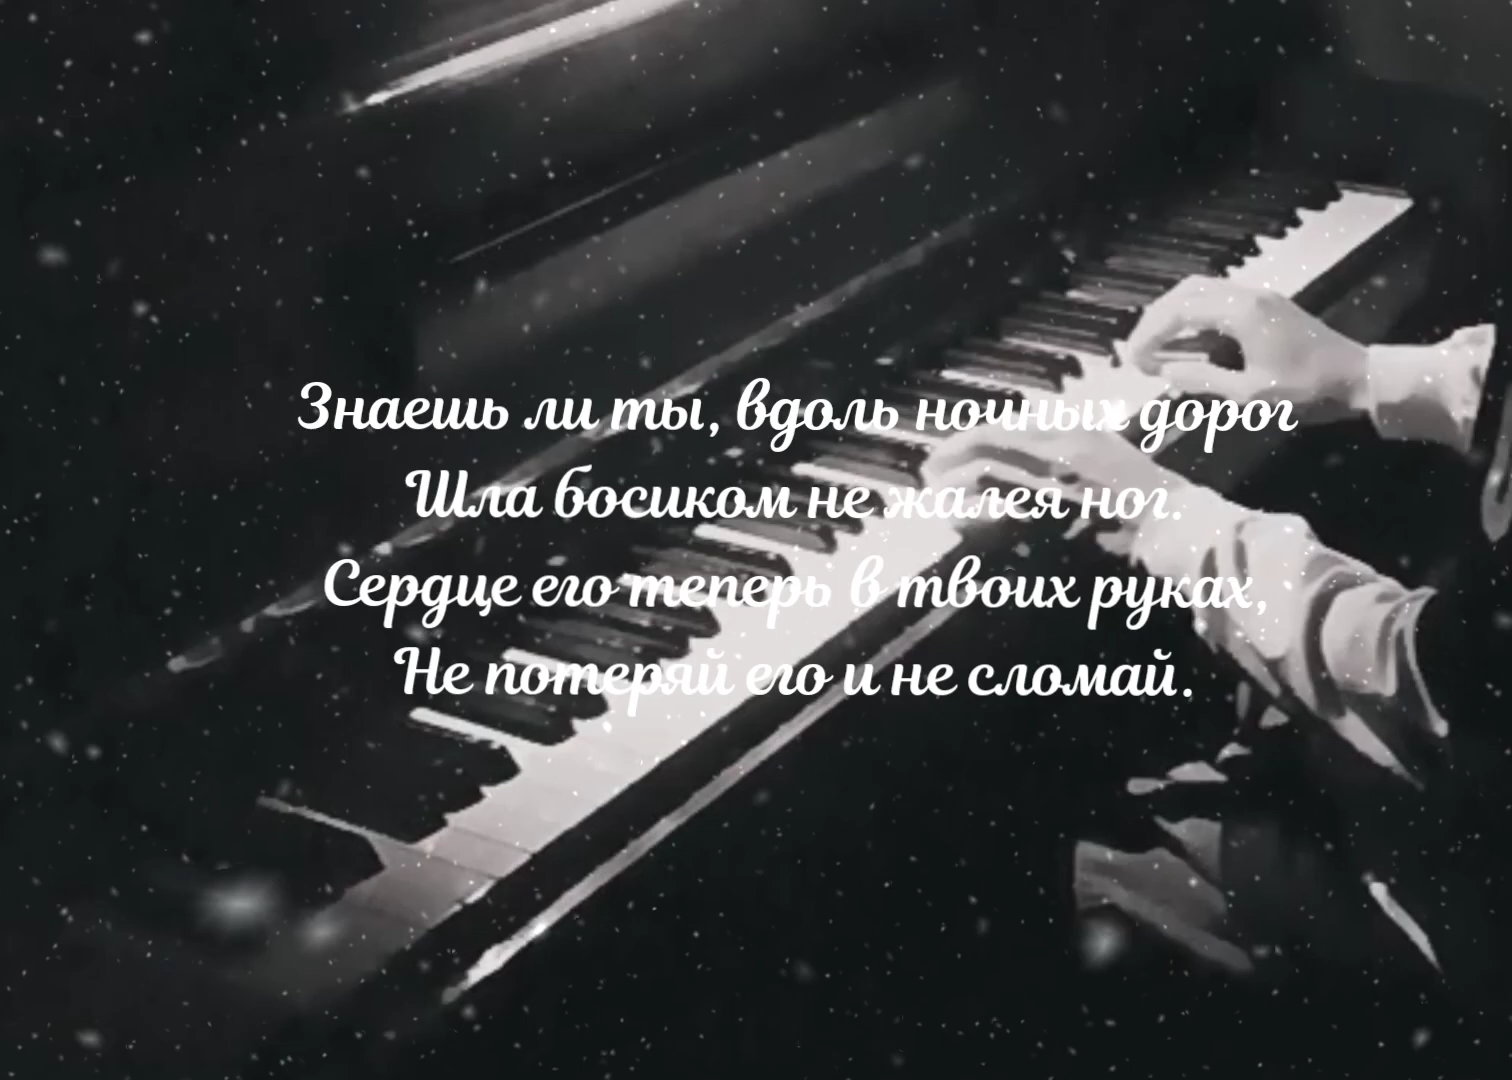 Знаешь ли ты, вдоль ночных дорог
Шла босиком не жалея ног.
Сердце его теперь в твоих руках,
Не потеряй его и не сломай.